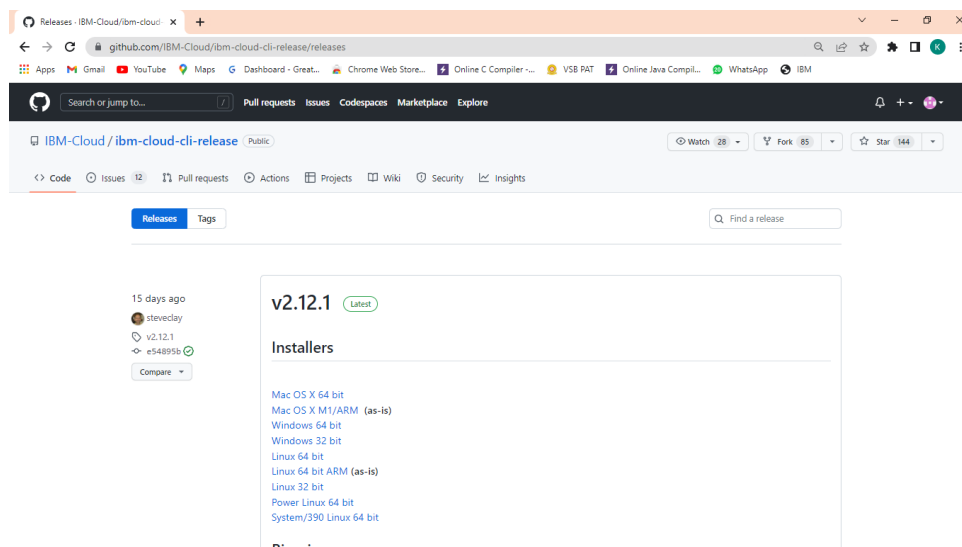 Releases · IBM-Cloud/ibm-cloud-
github.com/IBM-Cloud/ibm-cloud-cli-release/releases
K
Apps Gmail YouTube Maps G Dashboard - Great... Chrome Web Store... Online C Compiler -... VSB PAT Online Java Compil... 20 WhatsApp IBM
Search or jump to... / Pull requests Issues Codespaces Marketplace Explore
IBM-Cloud / ibm-cloud-cli-release Public Watch 28 Fork 85 Star 144
<> Code Issues 12 Pull requests Actions Projects Wiki Security Insights
Releases Tags Find a release
15 days ago
steveclay
v2.12.1
e54895b
Compare
v2.12.1 Latest
Installers
Mac OS X 64 bit
Mac OS X M1/ARM (as-is)
Windows 64 bit
Windows 32 bit
Linux 64 bit
Linux 64 bit ARM (as-is)
Linux 32 bit
Power Linux 64 bit
System/390 Linux 64 bit